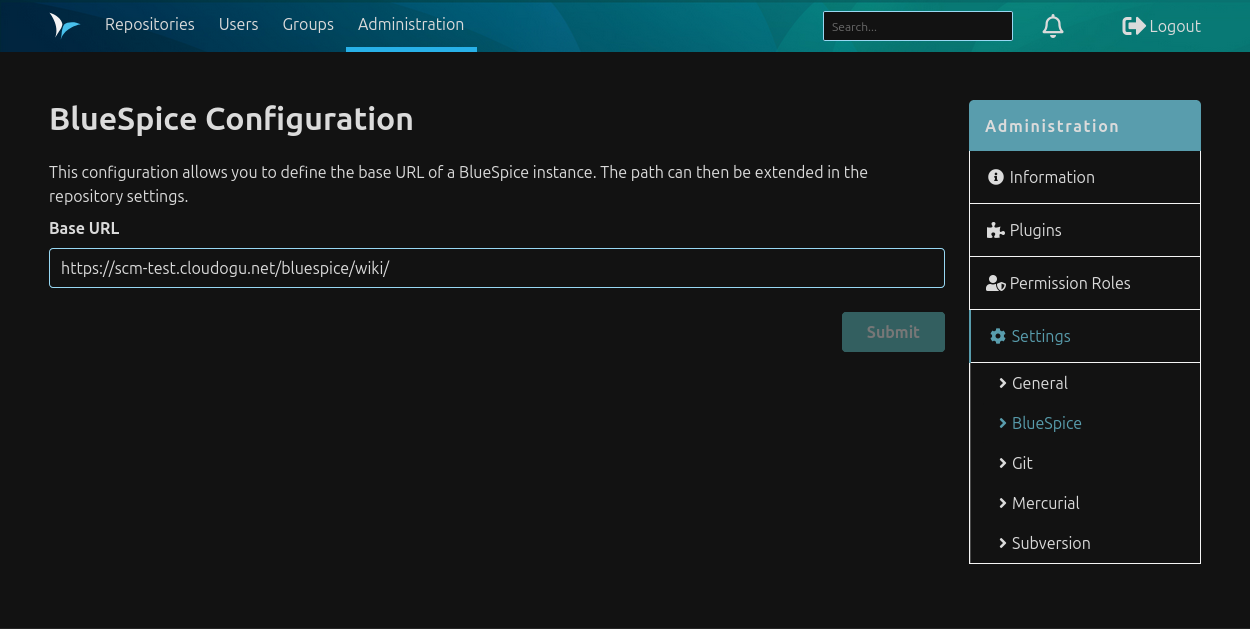 Repositories Users Groups Administration Search... Logout
BlueSpice Configuration
This configuration allows you to define the base URL of a BlueSpice instance. The path can then be extended in the
repository settings.
Base URL
https://scm-test.cloudogu.net/bluespice/wiki/
Submit
Administration
Information
Plugins
Permission Roles
Settings
General
BlueSpice
Git
Mercurial
Subversion